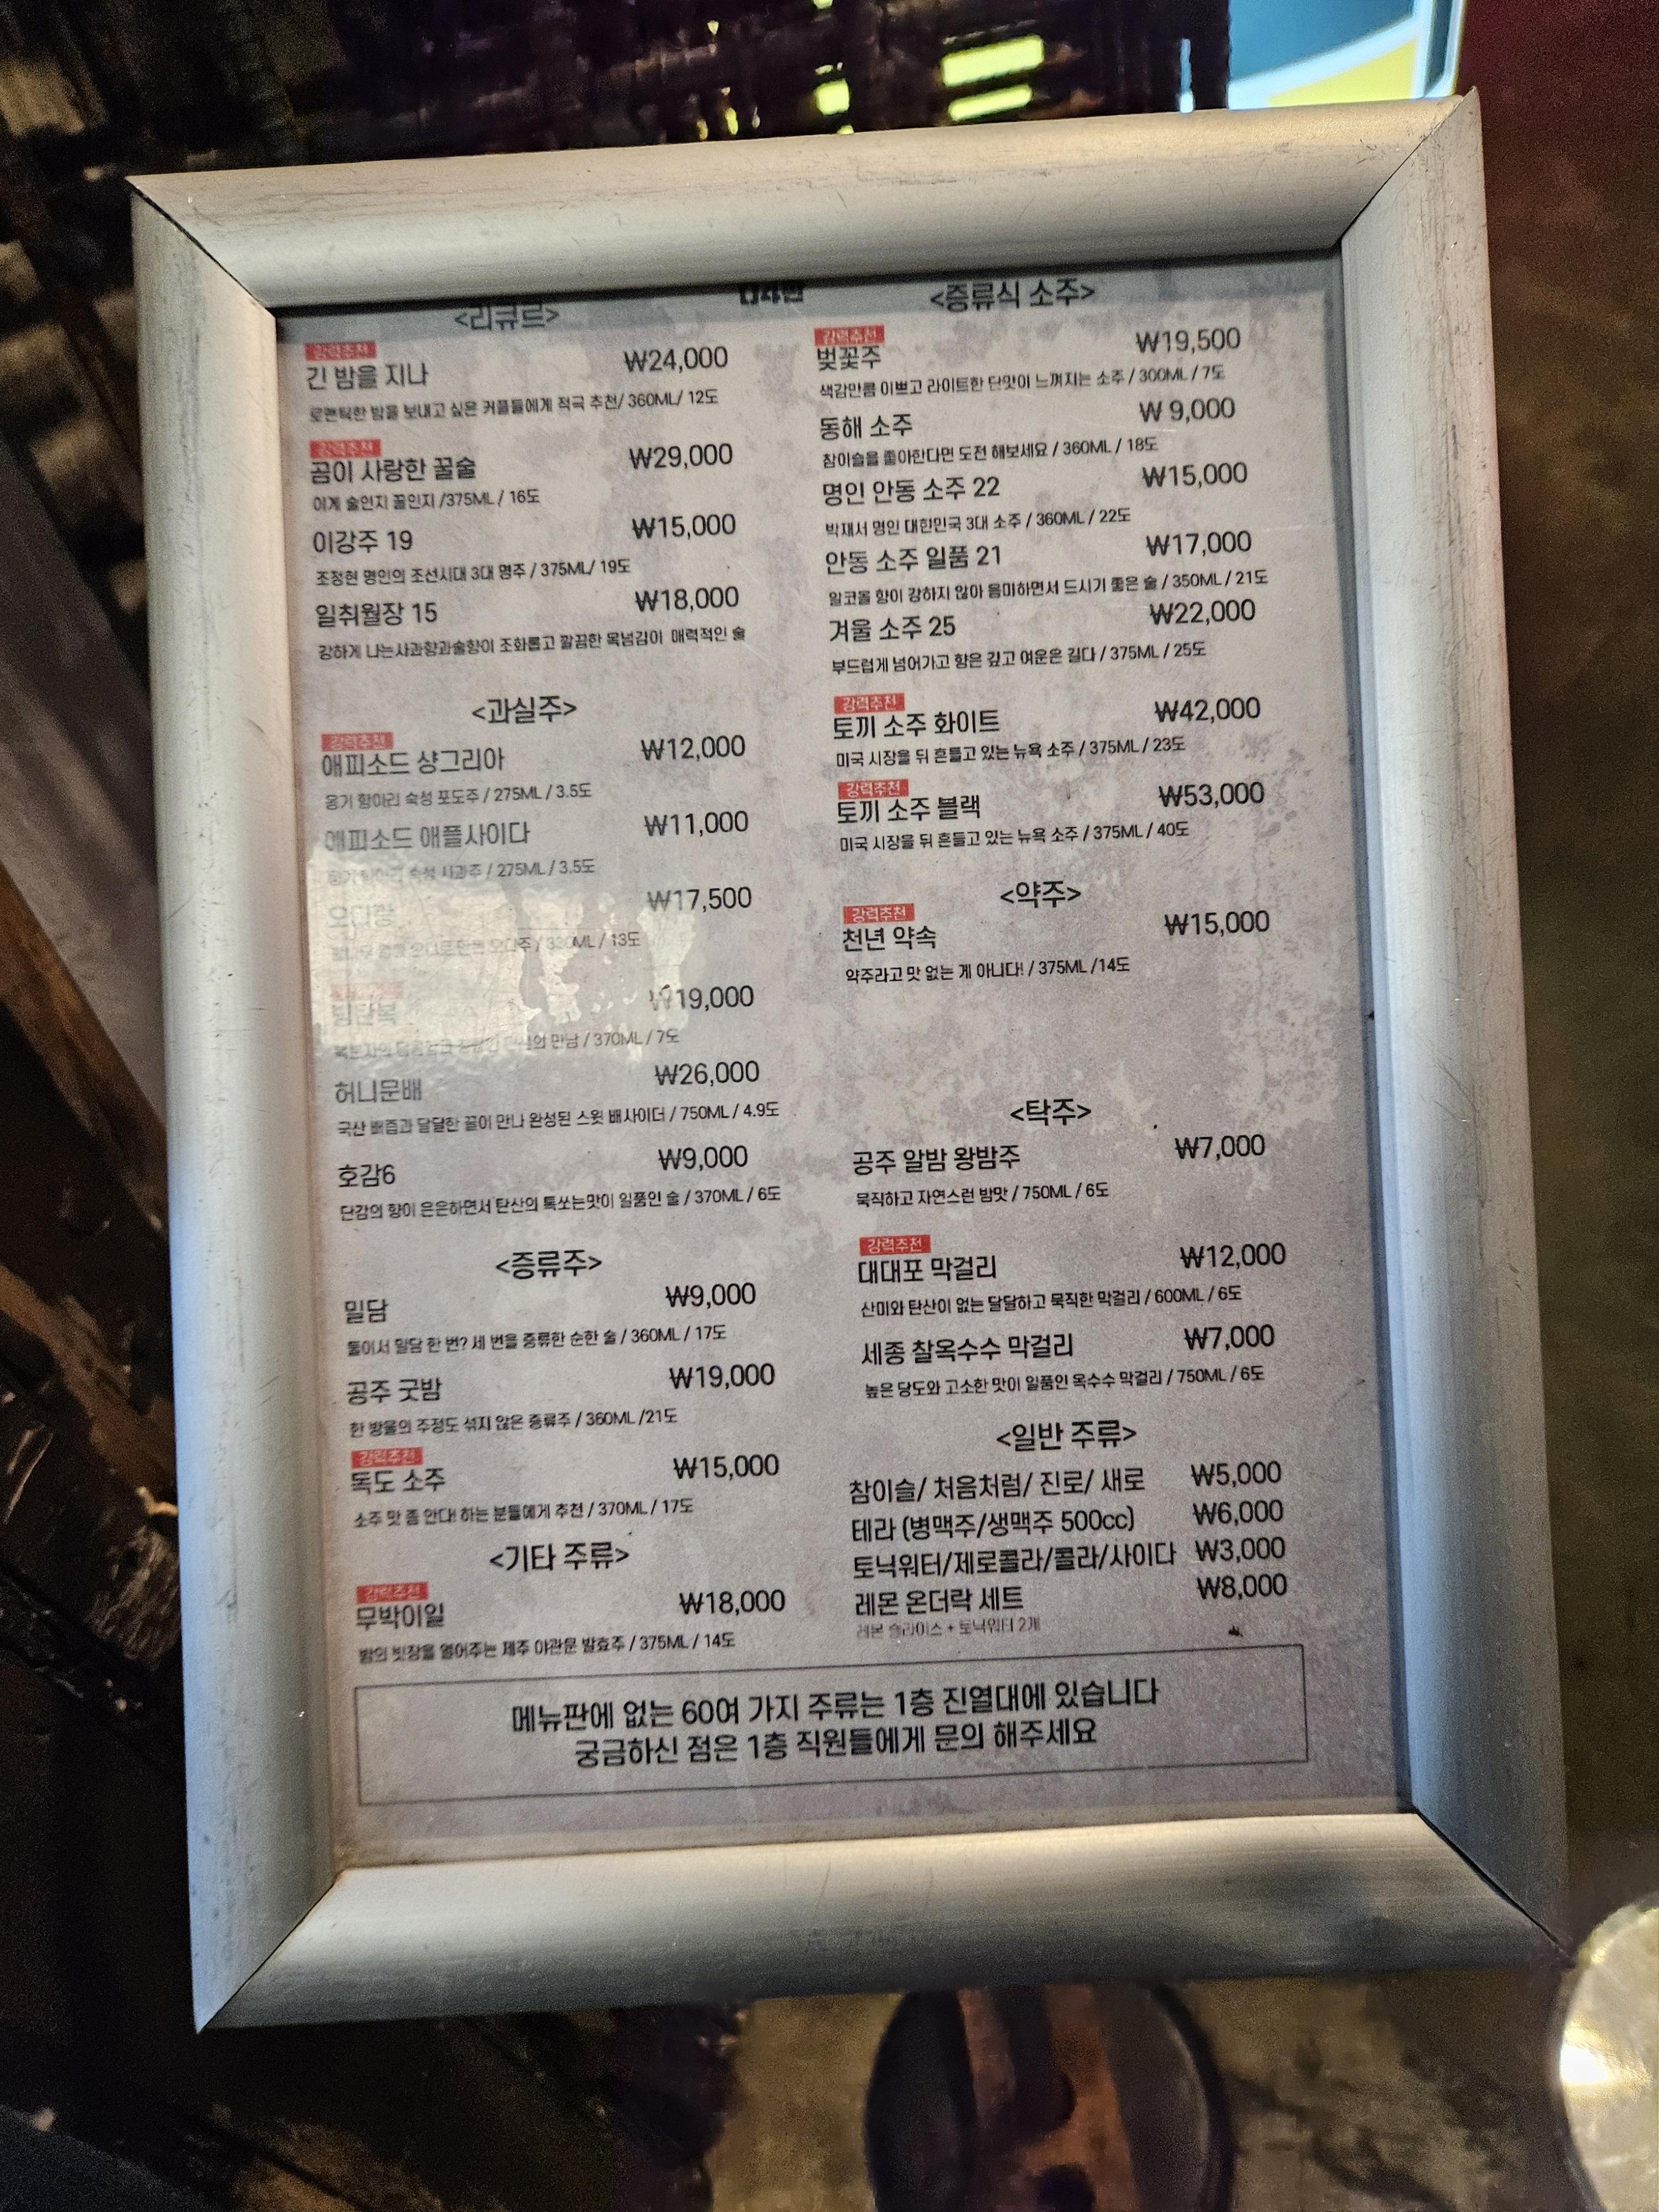 <리큐르>
강력추천
긴 밤을 지나 ₩24,000
로맨틱한 밤을 보내고 싶은 커플들에게 적극 추천/ 360ML/ 12도
강력추천
곰이 사랑한 꿀술 ₩29,000
이게 술인지 꿀인지 /375ML / 16도
이강주 19 ₩15,000
조정현 명인의 조선시대 3대 명주 / 375ML/ 19도
일취월장 15 ₩18,000
강하게 나는사과향과술향이 조화롭고 깔끔한 목넘김이 매력적인 술
<과실주>
강력추천
애피소드 샹그리아 ₩12,000
옹기 항아리 숙성 포도주 / 275ML / 3.5도
애피소드 애플사이다 ₩11,000
옹기 항아리 숙성 사과주 / 275ML / 3.5도
₩17,500
오디주 / 330ML / 13도
₩19,000
만남 / 370ML / 7도
허니문배 ₩26,000
국산 배즙과 달달한 꿀이 만나 완성된 스윗 배사이더 / 750ML / 4.9도
호감6 ₩9,000
단감의 향이 은은하면서 탄산의 톡쏘는맛이 일품인 술 / 370ML / 6도
<증류주>
밀담 ₩9,000
둘이서 밀담 한 번? 세 번을 증류한 순한 술 / 360ML / 17도
공주 굿밤 ₩19,000
한 방울의 주정도 섞지 않은 증류주 / 360ML /21도
강력추천
독도 소주 ₩15,000
소주 맛 좀 안다! 하는 분들에게 추천 / 370ML / 17도
<기타 주류>
강력추천
무박이일 ₩18,000
밤의 빗장을 열어주는 제주 야관문 발효주 / 375ML / 14도
<증류식 소주>
강력추천
벚꽃주 ₩19,500
색감만큼 이쁘고 라이트한 단맛이 느껴지는 소주 / 300ML / 7도
동해 소주 ₩ 9,000
참이슬을 좋아한다면 도전 해보세요 / 360ML / 18도
명인 안동 소주 22 ₩15,000
박재서 명인 대한민국 3대 소주 / 360ML / 22도
안동 소주 일품 21 ₩17,000
알코올 향이 강하지 않아 음미하면서 드시기 좋은 술 / 350ML / 21도
겨울 소주 25 ₩22,000
부드럽게 넘어가고 향은 깊고 여운은 길다 / 375ML / 25도
강력추천
토끼 소주 화이트 ₩42,000
미국 시장을 뒤 흔들고 있는 뉴욕 소주 / 375ML / 23도
강력추천
토끼 소주 블랙 ₩53,000
미국 시장을 뒤 흔들고 있는 뉴욕 소주 / 375ML / 40도
<약주>
강력추천
천년 약속 ₩15,000
약주라고 맛 없는 게 아니다! / 375ML /14도
<탁주>
공주 알밤 왕밤주 ₩7,000
묵직하고 자연스런 밤맛 / 750ML / 6도
강력추천
대대포 막걸리 ₩12,000
산미와 탄산이 없는 달달하고 묵직한 막걸리 / 600ML / 6도
세종 찰옥수수 막걸리 ₩7,000
높은 당도와 고소한 맛이 일품인 옥수수 막걸리 / 750ML / 6도
<일반 주류>
참이슬/ 처음처럼/ 진로/ 새로 ₩5,000
테라 (병맥주/생맥주 500cc) ₩6,000
토닉워터/제로콜라/콜라/사이다 ₩3,000
레몬 온더락 세트 ₩8,000
레몬 슬라이스 + 토닉워터 2개
메뉴판에 없는 60여 가지 주류는 1층 진열대에 있습니다
궁금하신 점은 1층 직원들에게 문의 해주세요